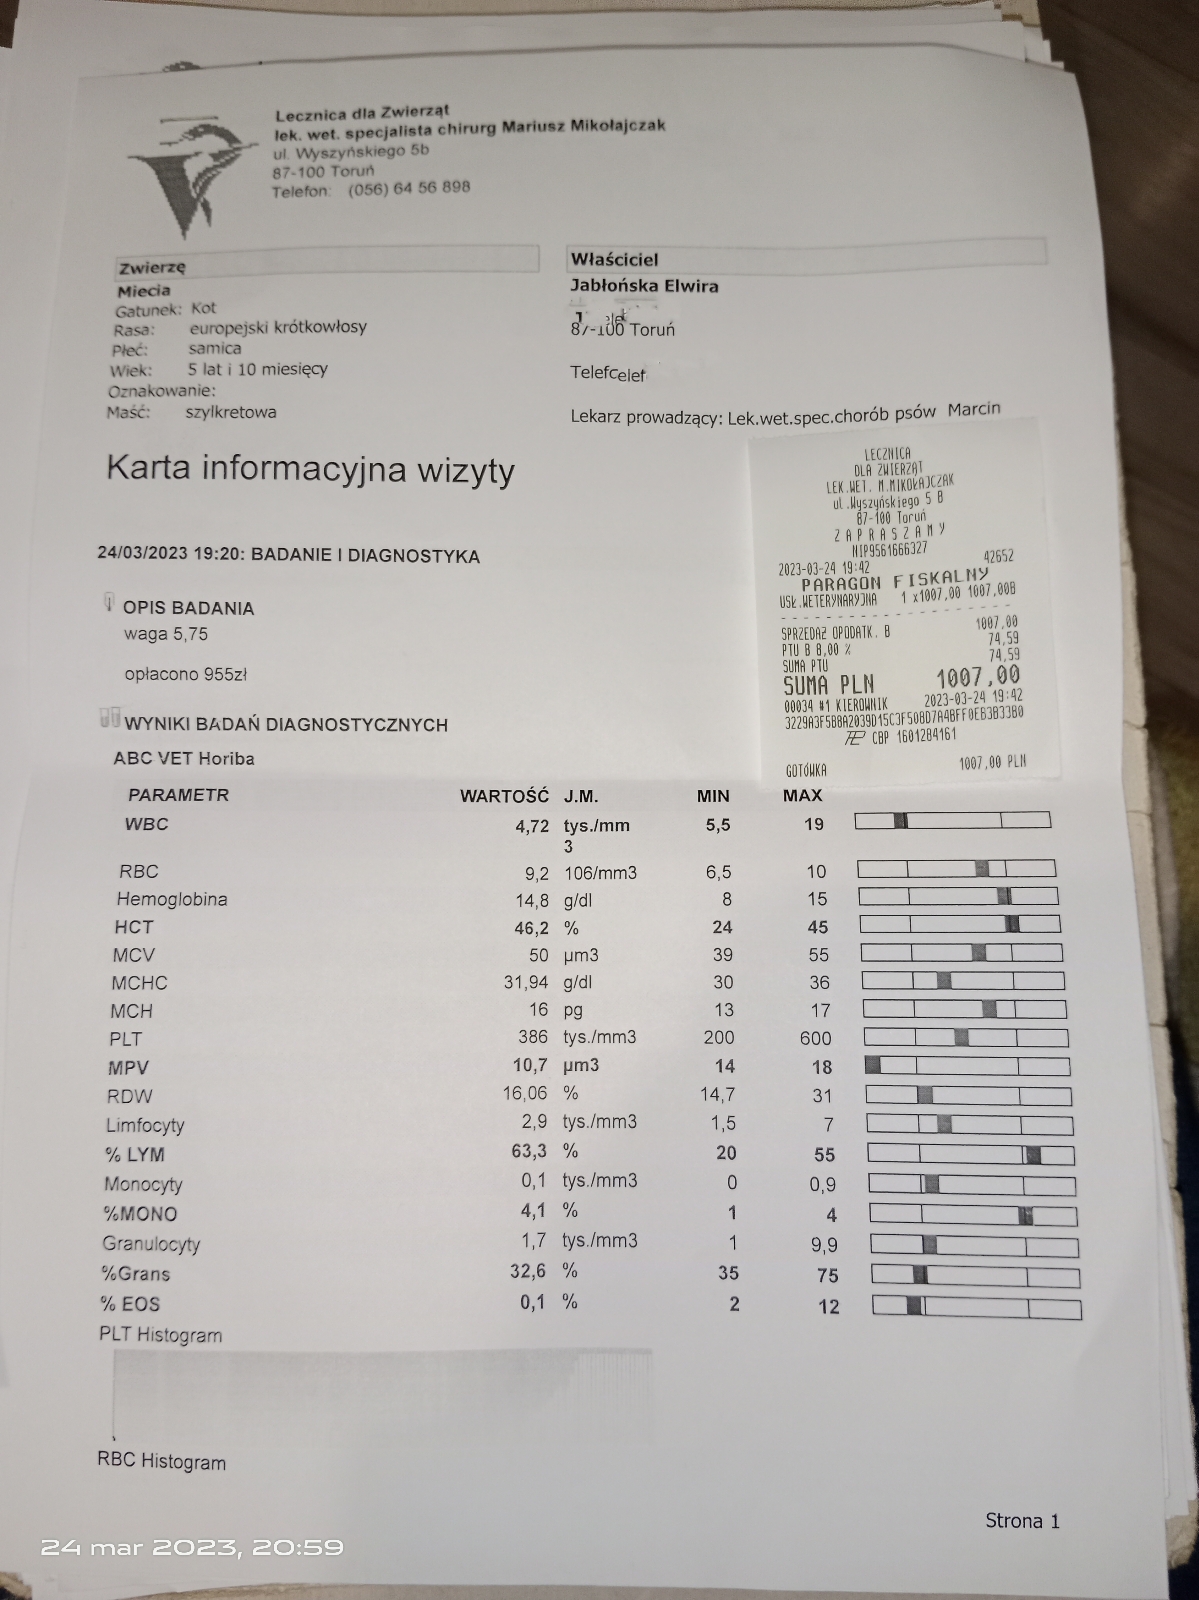 Lecznica dla Zwierząt
lek. wet. specjalista chirurg Mariusz Mikołajczak
ul. Wyszyńskiego 5b
87-100 Toruń
Telefon: (056) 64 56 898
Zwierzę
Miecia
Gatunek: Kot
Rasa: europejski krótkowłosy
Płeć: samica
Wiek: 5 lat i 10 miesięcy
Oznakowanie:
Maść: szylkretowa
Właściciel
Jabłońska Elwira
87-100 Toruń
Lekarz prowadzący: Lek.wet.spec.chorób psów Marcin
Karta informacyjna wizyty
24/03/2023 19:20: BADANIE I DIAGNOSTYKA
OPIS BADANIA
waga 5,75
opłacono 955zł
LECZNICA
DLA ZWIERZĄT
LEK.WET. M.MIKOŁAJCZAK
ul.Wyszyńskiego 5 B
87-100 Toruń
Z A P R A S Z A M Y
NIP9561666327
2023-03-24 19:42 42652
PARAGON FISKALNY
USŁ.WETERYNARYJNA 1 x1007,00 1007,00B
SPRZEDAŻ OPODATK. B 1007,00
PTU B 8,00 % 74,59
SUMA PTU 74,59
SUMA PLN 1007,00
00034 #1 KIEROWNIK 2023-03-24 19:42
3229A3F5B8A2039D15C3F50BD7A4BFF0EB3B33B0
CBP 1601284161
GOTÓWKA 1007,00 PLN
WYNIKI BADAŃ DIAGNOSTYCZNYCH
ABC VET Horiba
PARAMETR WARTOŚĆ J.M. MIN MAX
WBC 4,72 tys./mm 5,5 19
3
RBC 9,2 106/mm3 6,5 10
Hemoglobina 14,8 g/dl 8 15
HCT 46,2 % 24 45
MCV 50 µm3 39 55
MCHC 31,94 g/dl 30 36
MCH 16 pg 13 17
PLT 386 tys./mm3 200 600
MPV 10,7 µm3 14 18
RDW 16,06 % 14,7 31
Limfocyty 2,9 tys./mm3 1,5 7
% LYM 63,3 % 20 55
Monocyty 0,1 tys./mm3 0 0,9
%MONO 4,1 % 1 4
Granulocyty 1,7 tys./mm3 1 9,9
%Grans 32,6 % 35 75
% EOS 0,1 % 2 12
PLT Histogram
RBC Histogram
Strona 1
24 mar 2023, 20:59